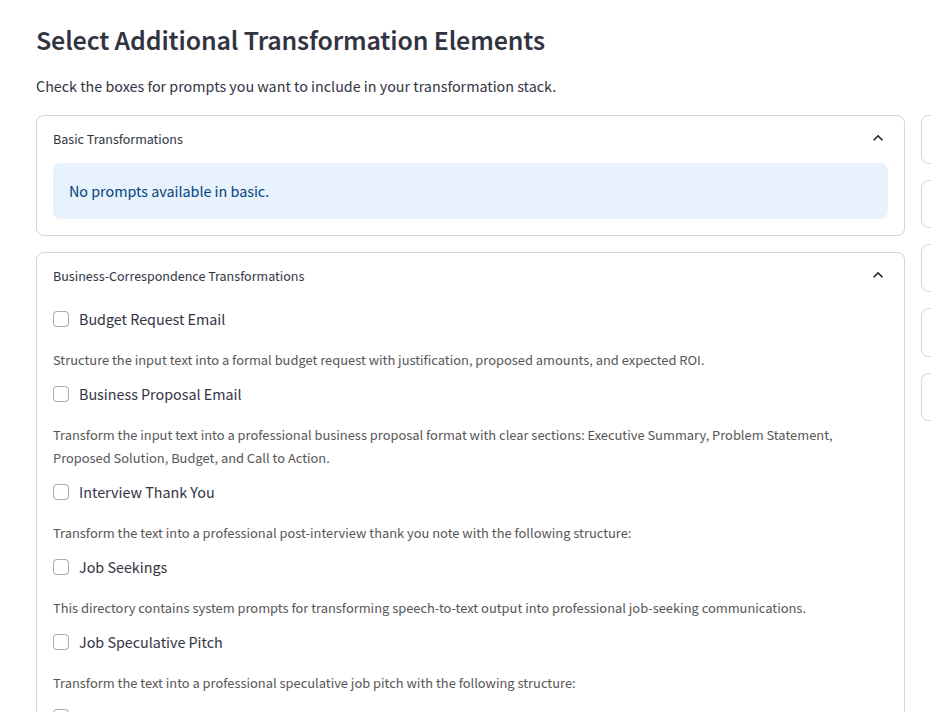 Select Additional Transformation Elements
Check the boxes for prompts you want to include in your transformation stack.
Basic Transformations
No prompts available in basic.
Business-Correspondence Transformations
Budget Request Email
Structure the input text into a formal budget request with justification, proposed amounts, and expected ROI.
Business Proposal Email
Transform the input text into a professional business proposal format with clear sections: Executive Summary, Problem Statement,
Proposed Solution, Budget, and Call to Action.
Interview Thank You
Transform the text into a professional post-interview thank you note with the following structure:
Job Seekings
This directory contains system prompts for transforming speech-to-text output into professional job-seeking communications.
Job Speculative Pitch
Transform the text into a professional speculative job pitch with the following structure: